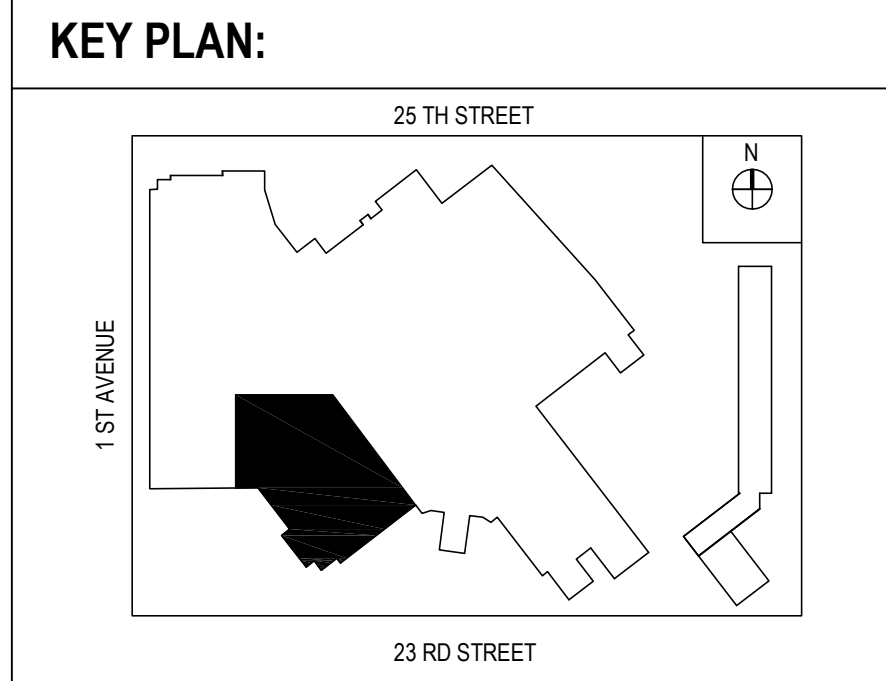 KEY PLAN:
25 TH STREET
N
1 ST AVENUE
23 RD STREET